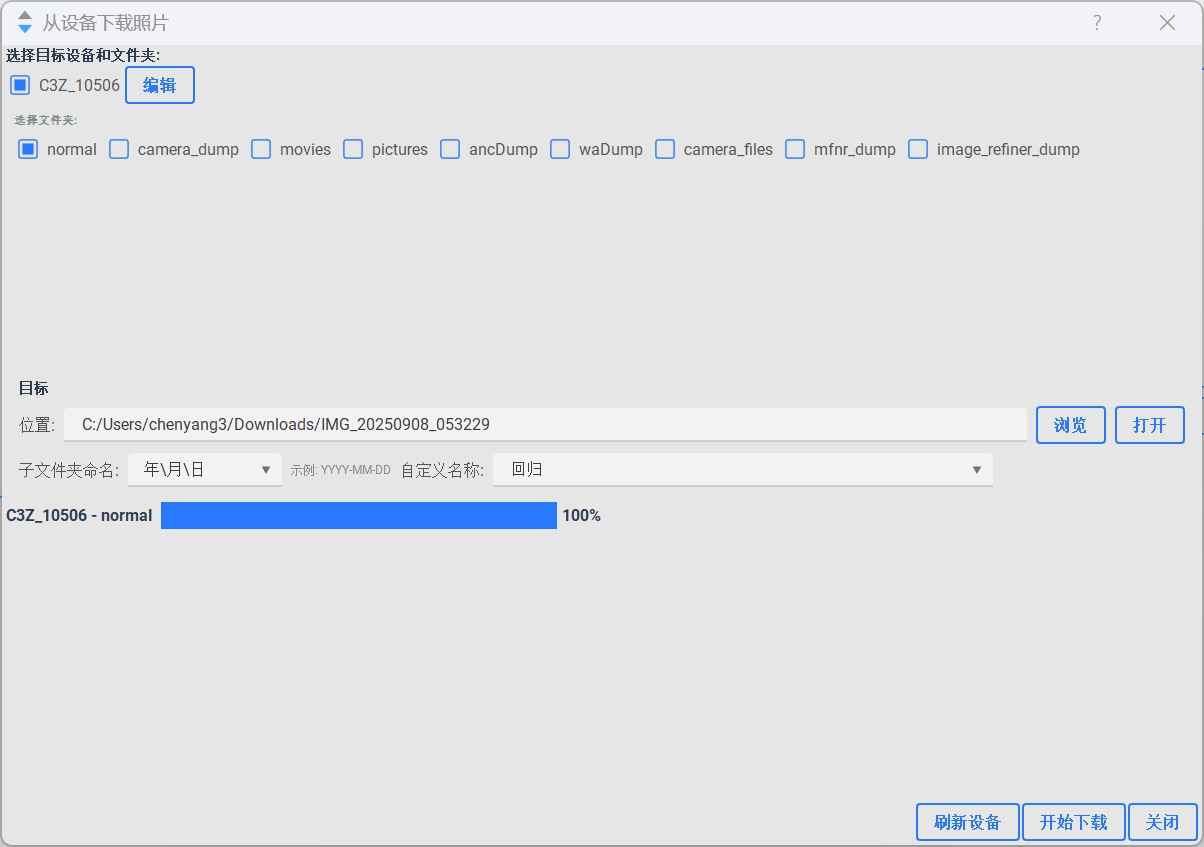 从设备下载照片 ?
选择目标设备和文件夹:
C3Z_10506 编辑
选择文件夹:
normal camera_dump movies pictures ancDump waDump camera_files mfnr_dump image_refiner_dump
目标
位置: C:/Users/chenyang3/Downloads/IMG_20250908_053229 浏览 打开
子文件夹命名: 年\月\日 示例: YYYY-MM-DD 自定义名称: 回归
C3Z_10506 - normal 100%
刷新设备 开始下载 关闭